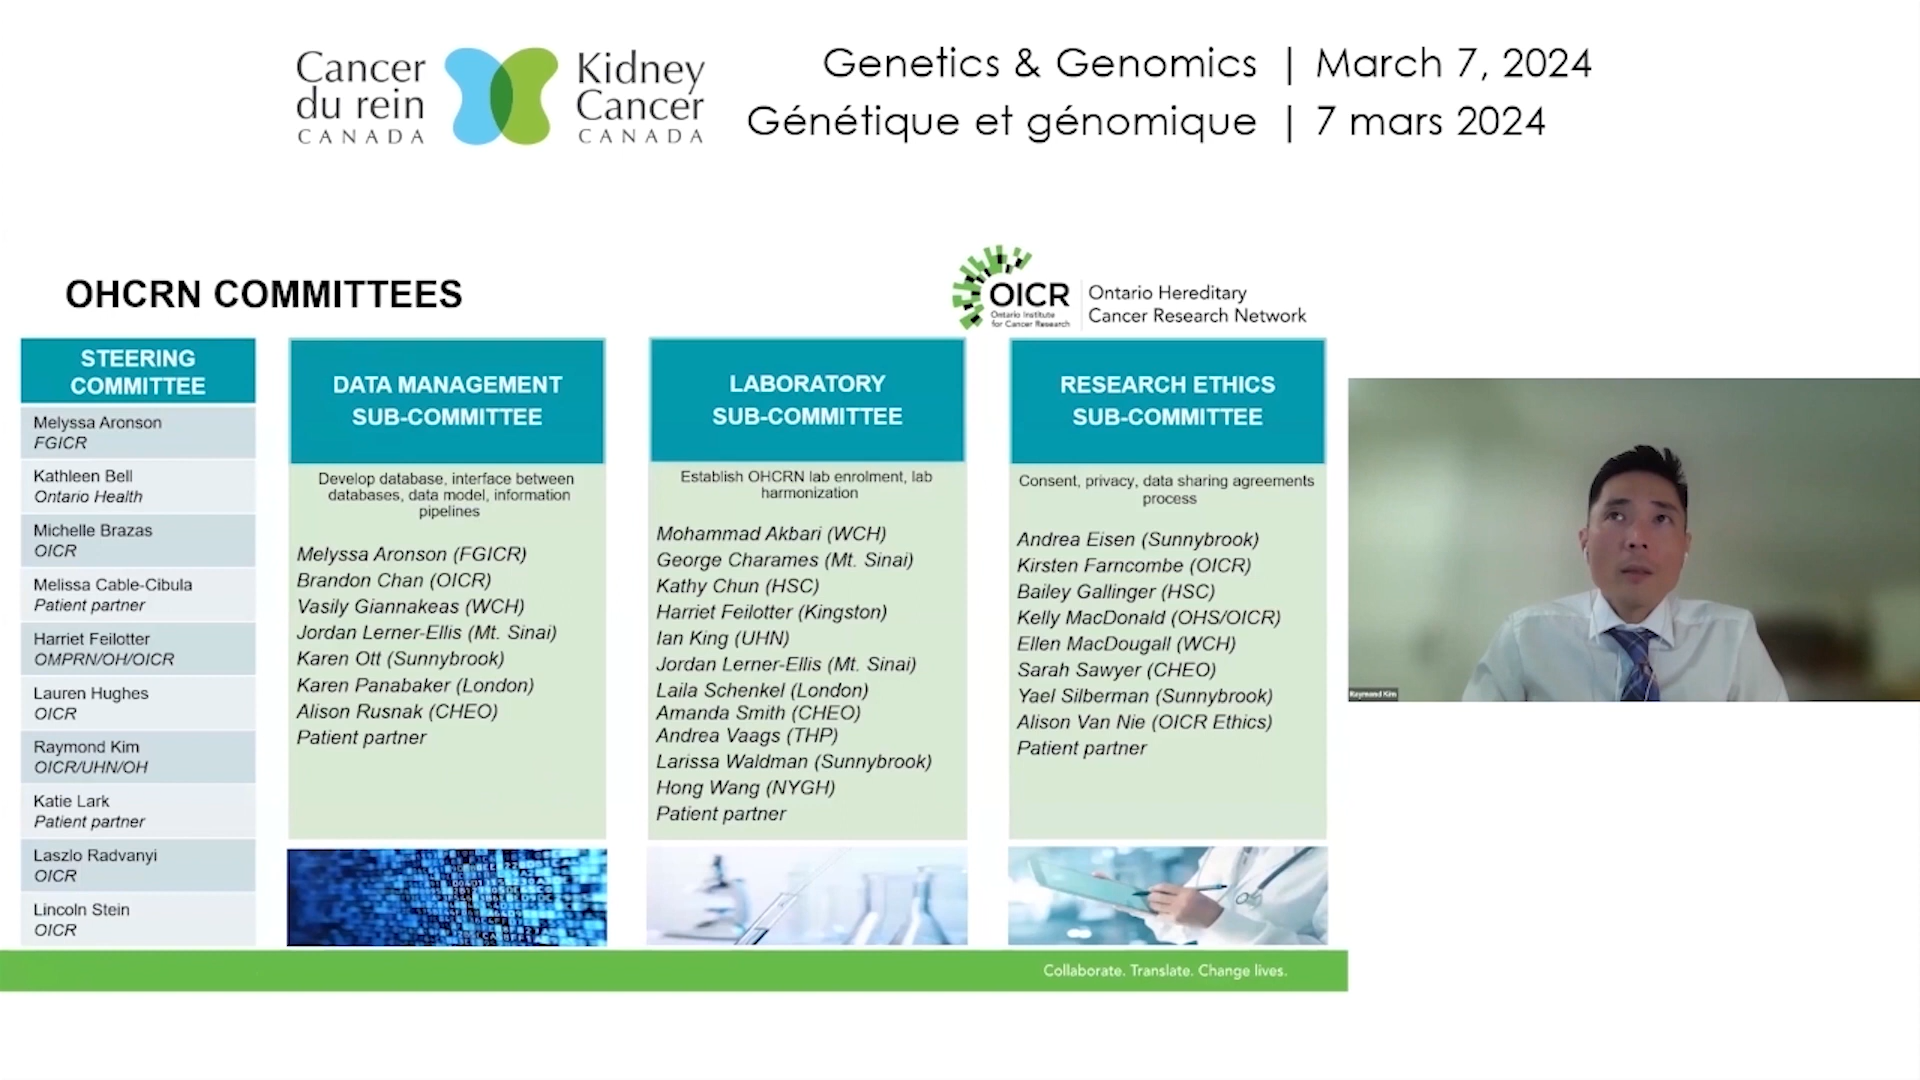 Cancer
du rein
CANADA
Kidney
Cancer
CANADA
Genetics & Genomics | March 7, 2024
Génétique et génomique | 7 mars 2024
OHCRN COMMITTEES
OICR
Ontario Institute
for Cancer Research
Ontario Hereditary
Cancer Research Network
STEERING
COMMITTEE
Melyssa Aronson
FGICR
Kathleen Bell
Ontario Health
Michelle Brazas
OICR
Melissa Cable-Cibula
Patient partner
Harriet Feilotter
OMPRN/OH/OICR
Lauren Hughes
OICR
Raymond Kim
OICR/UHN/OH
Katie Lark
Patient partner
Laszlo Radvanyi
OICR
Lincoln Stein
OICR
DATA MANAGEMENT
SUB-COMMITTEE
Develop database, interface between
databases, data model, information
pipelines
Melyssa Aronson (FGICR)
Brandon Chan (OICR)
Vasily Giannakeas (WCH)
Jordan Lerner-Ellis (Mt. Sinai)
Karen Ott (Sunnybrook)
Karen Panabaker (London)
Alison Rusnak (CHEO)
Patient partner
LABORATORY
SUB-COMMITTEE
Establish OHCRN lab enrolment, lab
harmonization
Mohammad Akbari (WCH)
George Charames (Mt. Sinai)
Kathy Chun (HSC)
Harriet Feilotter (Kingston)
Ian King (UHN)
Jordan Lerner-Ellis (Mt. Sinai)
Laila Schenkel (London)
Amanda Smith (CHEO)
Andrea Vaags (THP)
Larissa Waldman (Sunnybrook)
Hong Wang (NYGH)
Patient partner
RESEARCH ETHICS
SUB-COMMITTEE
Consent, privacy, data sharing agreements
process
Andrea Eisen (Sunnybrook)
Kirsten Farncombe (OICR)
Bailey Gallinger (HSC)
Kelly MacDonald (OHS/OICR)
Ellen MacDougall (WCH)
Sarah Sawyer (CHEO)
Yael Silberman (Sunnybrook)
Alison Van Nie (OICR Ethics)
Patient partner
Collaborate. Translate. Change lives.
Raymond Kim